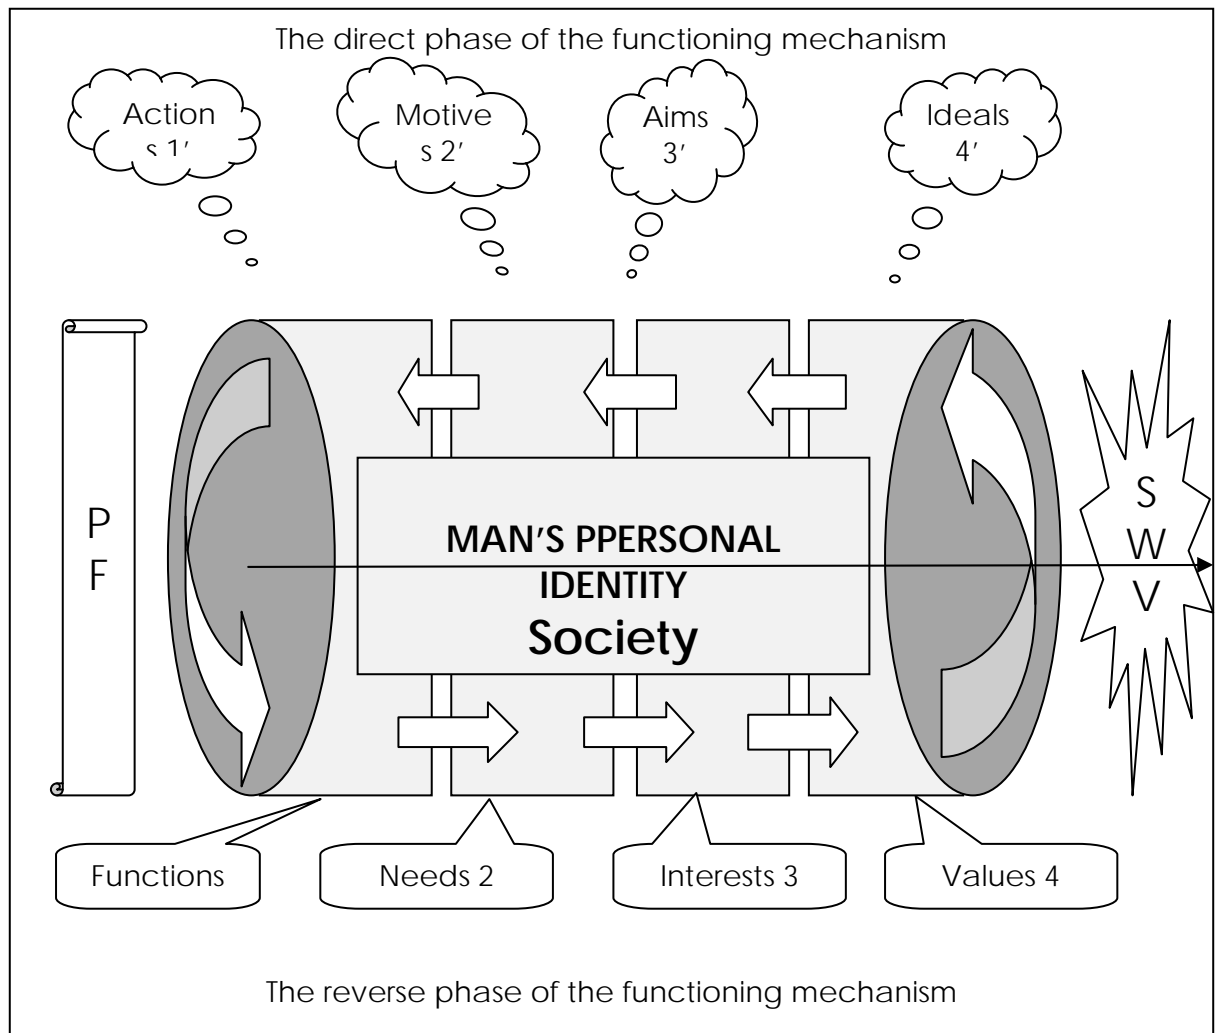 The direct phase of the functioning mechanism
Action
s 1'
Motive
s 2'
Aims
3'
Ideals
4'
P
F
MAN'S PPERSONAL
IDENTITY
Society
S
W
V
Functions
Needs 2
Interests 3
Values 4
The reverse phase of the functioning mechanism